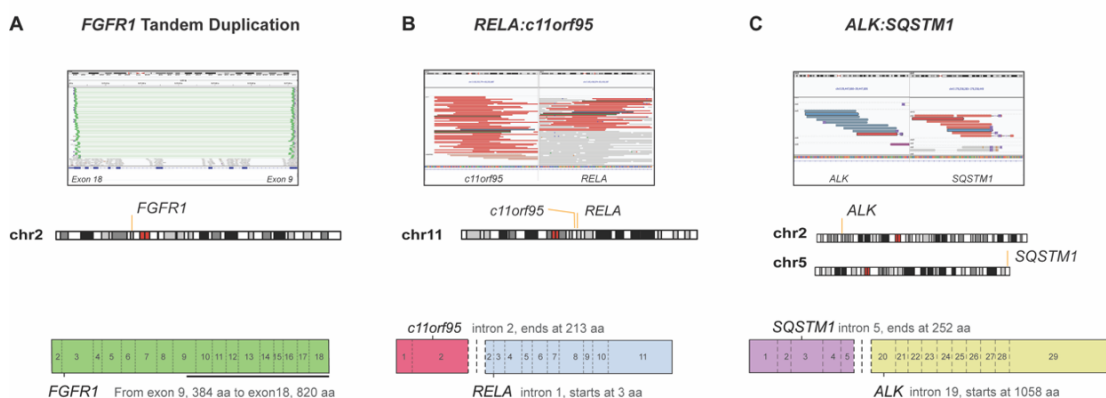 A FGFR1 Tandem Duplication
Exon 18 Exon 9
FGFR1
chr2
2 3 4 5 6 7 8 9 10 11 12 13 14 15 16 17 18
FGFR1 From exon 9, 384 aa to exon18, 820 aa
B RELA:c11orf95
c11orf95 RELA
c11orf95 RELA
chr11
c11orf95 intron 2, ends at 213 aa
1 2 2 3 4 5 6 7 8 9 10 11
RELA intron 1, starts at 3 aa
C ALK:SQSTM1
ALK SQSTM1
ALK
chr2
SQSTM1
chr5
SQSTM1 intron 5, ends at 252 aa
1 2 3 4 5 20 21 22 23 24 25 26 27 28 29
ALK intron 19, starts at 1058 aa